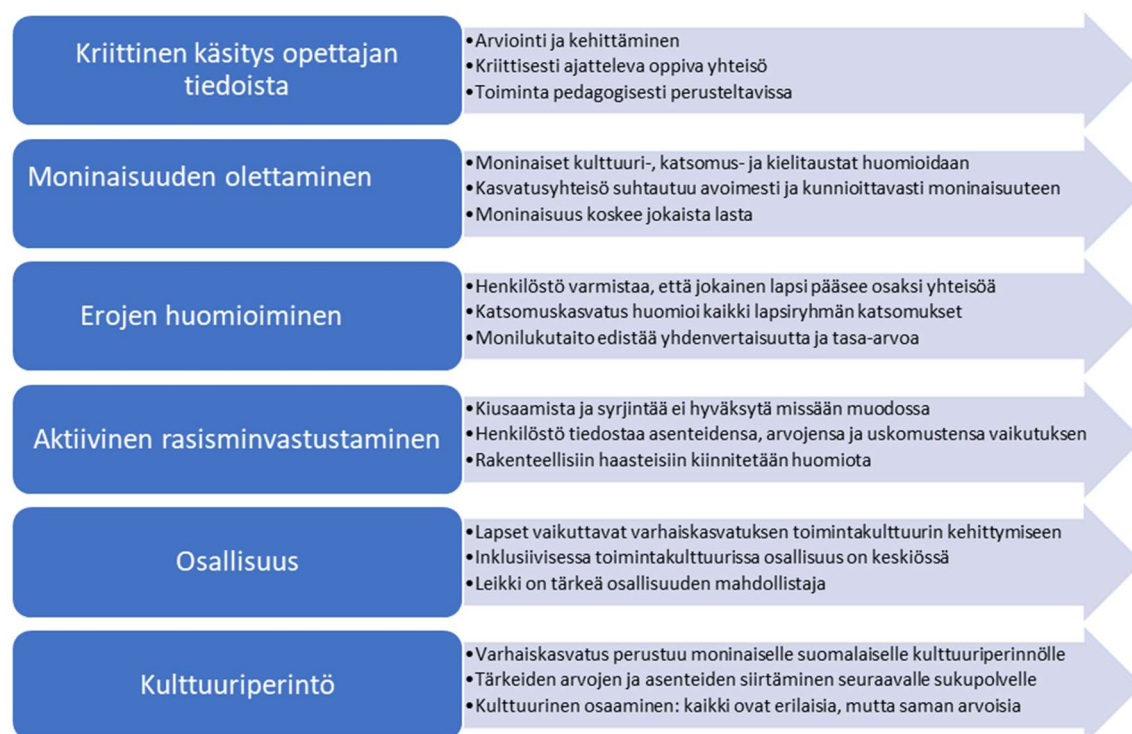 Kriittinen käsitys opettajan
tiedoista
•Arviointi ja kehittäminen
•Kriittisesti ajatteleva oppiva yhteisö
•Toiminta pedagogisesti perusteltavissa
Moninaisuuden olettaminen
•Moninaiset kulttuuri-, katsomus- ja kielitaustat huomioidaan
•Kasvatusyhteisö suhtautuu avoimesti ja kunnioittavasti moninaisuuteen
•Moninaisuus koskee jokaista lasta
Erojen huomioiminen
•Henkilöstö varmistaa, että jokainen lapsi pääsee osaksi yhteisöä
•Katsomuskasvatus huomioi kaikki lapsiryhmän katsomukset
•Monilukutaito edistää yhdenvertaisuutta ja tasa-arvoa
Aktiivinen rasisminvastustaminen
•Kiusaamista ja syrjintää ei hyväksytä missään muodossa
•Henkilöstö tiedostaa asenteidensa, arvojensa ja uskomustensa vaikutuksen
•Rakenteellisiin haasteisiin kiinnitetään huomiota
Osallisuus
•Lapset vaikuttavat varhaiskasvatuksen toimintakulttuurin kehittymiseen
•Inklusiivisessa toimintakulttuurissa osallisuus on keskiössä
•Leikki on tärkeä osallisuuden mahdollistaja
Kulttuuriperintö
•Varhaiskasvatus perustuu moninaiselle suomalaiselle kulttuuriperinnölle
•Tärkeiden arvojen ja asenteiden siirtäminen seuraavalle sukupolvelle
•Kulttuurinen osaaminen: kaikki ovat erilaisia, mutta saman arvoisia